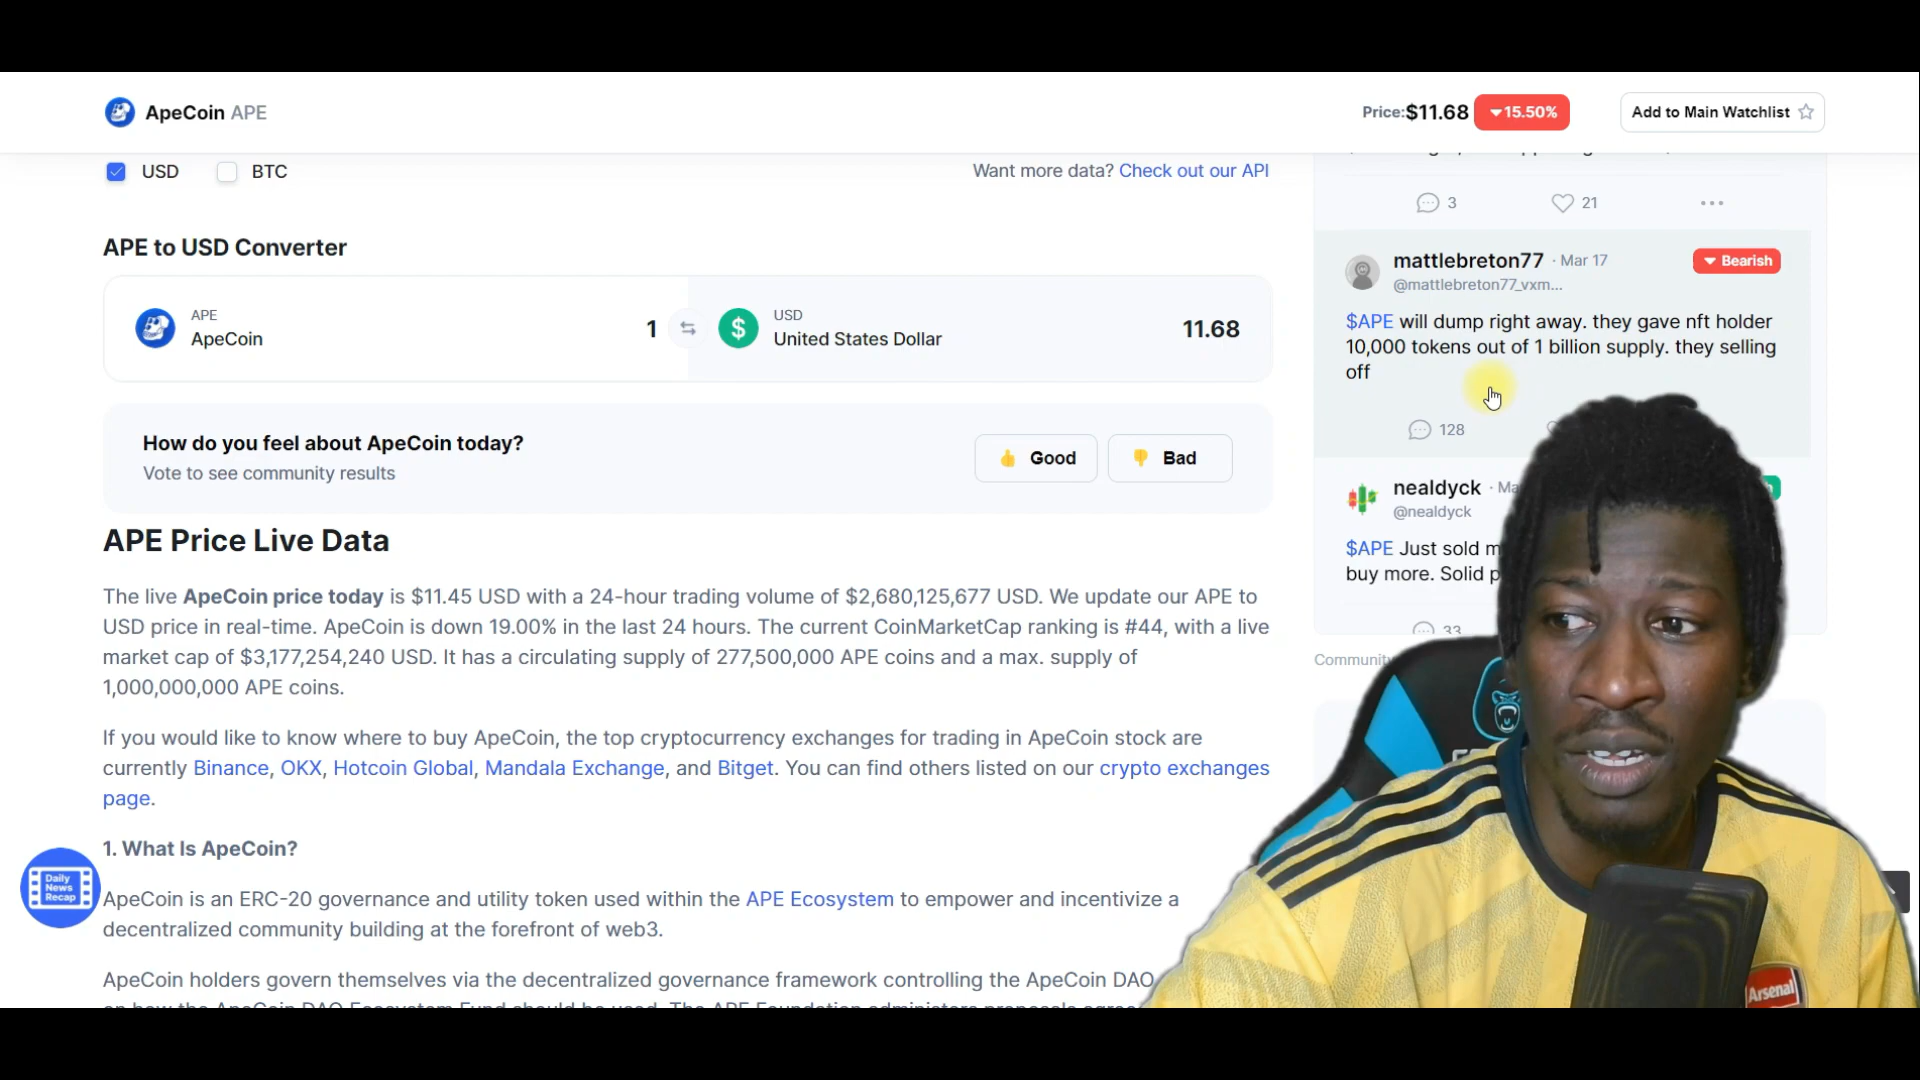 ApeCoin APE
Price:$11.68 15.50%
Add to Main Watchlist
USD BTC
Want more data? Check out our API
APE to USD Converter
APE
ApeCoin
1
USD
United States Dollar
11.68
How do you feel about ApeCoin today?
Vote to see community results
Good
Bad
APE Price Live Data
The live ApeCoin price today is $11.45 USD with a 24-hour trading volume of $2,680,125,677 USD. We update our APE to
USD price in real-time. ApeCoin is down 19.00% in the last 24 hours. The current CoinMarketCap ranking is #44, with a live
market cap of $3,177,254,240 USD. It has a circulating supply of 277,500,000 APE coins and a max. supply of
1,000,000,000 APE coins.
If you would like to know where to buy ApeCoin, the top cryptocurrency exchanges for trading in ApeCoin stock are
currently Binance, OKX, Hotcoin Global, Mandala Exchange, and Bitget. You can find others listed on our crypto exchanges
page.
1. What Is ApeCoin?
ApeCoin is an ERC-20 governance and utility token used within the APE Ecosystem to empower and incentivize a
decentralized community building at the forefront of web3.
ApeCoin holders govern themselves via the decentralized governance framework controlling the ApeCoin DAO
Daily
News
Recap
3 21
mattlebreton77 · Mar 17
Bearish
@mattlebreton77_vxm...
$APE will dump right away. they gave nft holder
10,000 tokens out of 1 billion supply. they selling
off
128
nealdyck
@nealdyck
$APE Just sold
buy more. Solid
33
Community
Arsenal